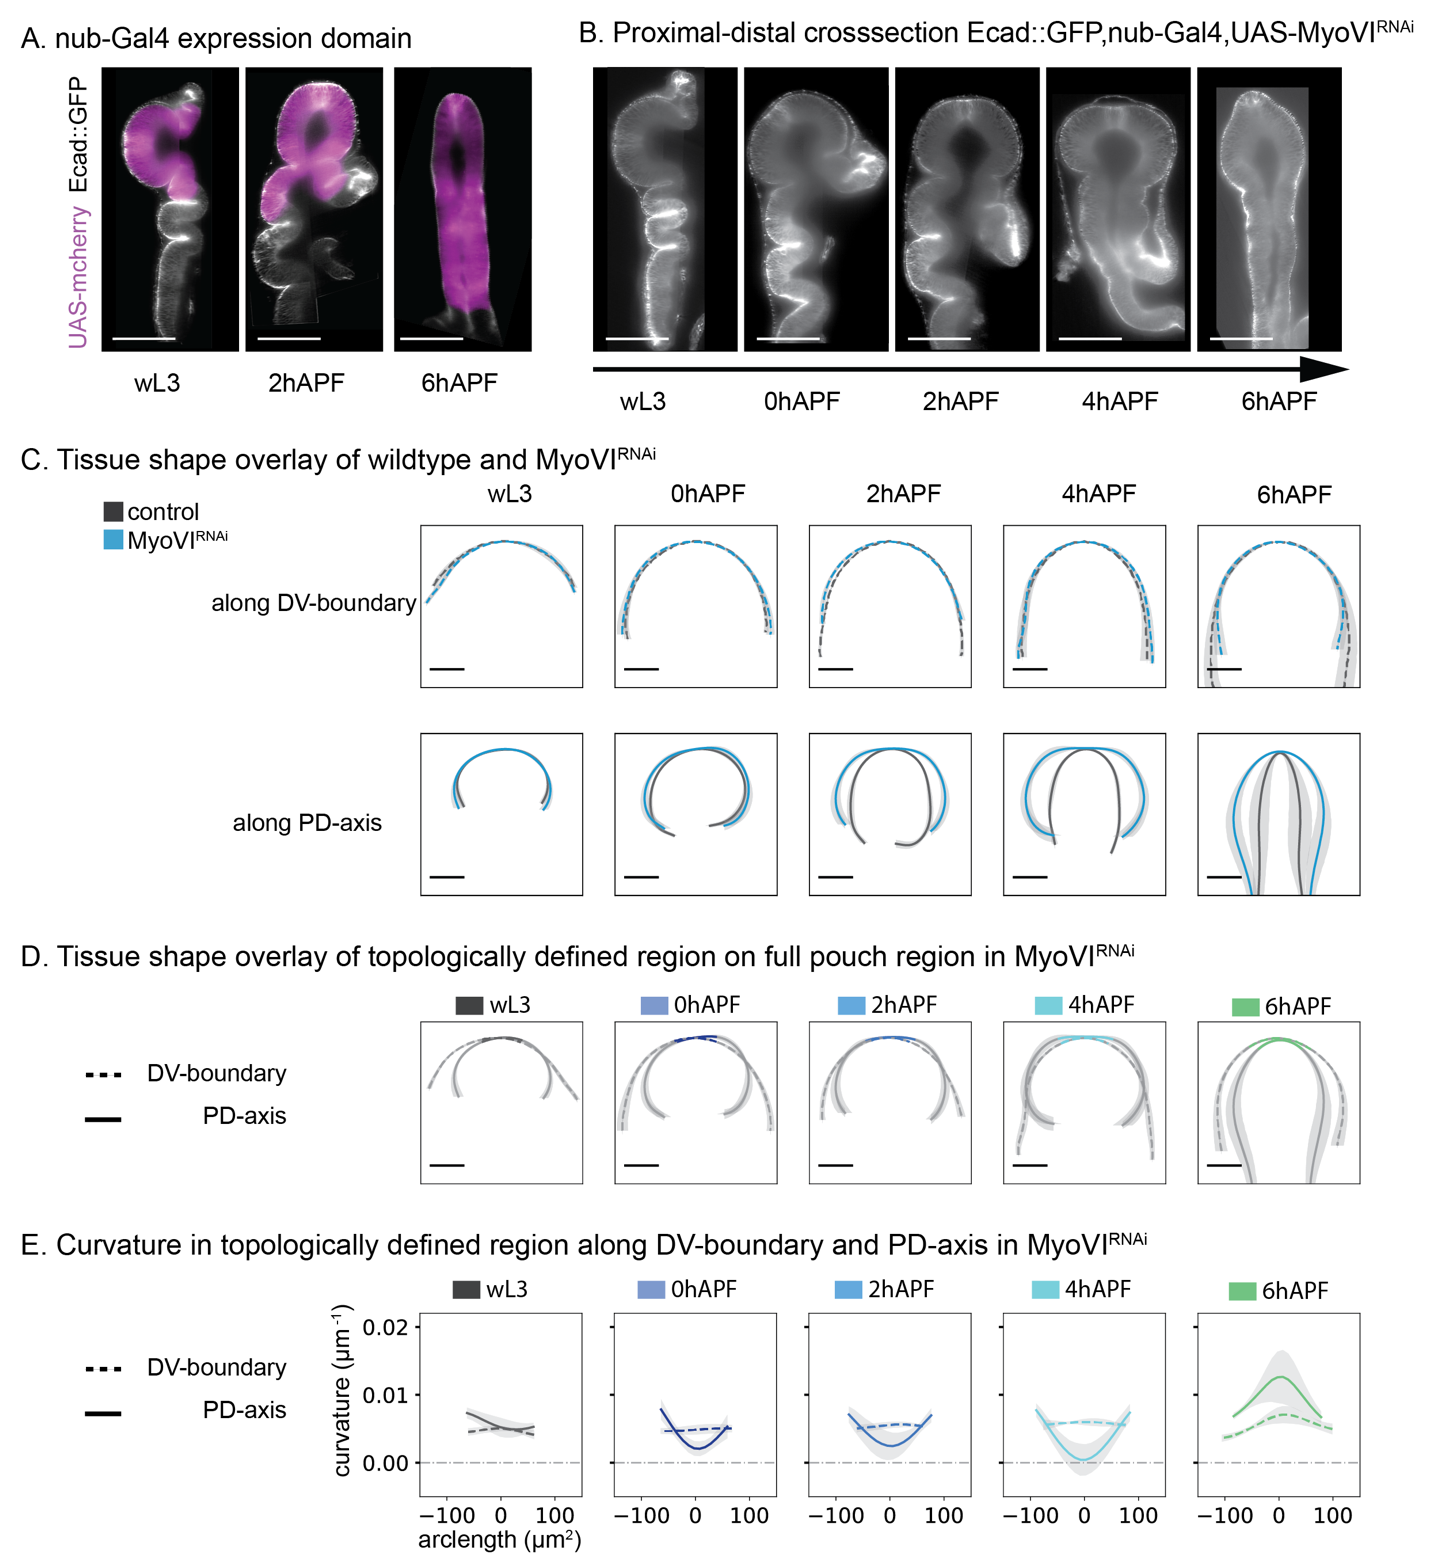 A. nub-Gal4 expression domain
B. Proximal-distal crosssection Ecad::GFP,nub-Gal4,UAS-MyoVI^RNAi
UAS-mcherry Ecad::GFP
wL3 2hAPF 6hAPF
wL3 0hAPF 2hAPF 4hAPF 6hAPF
C. Tissue shape overlay of wildtype and MyoVI^RNAi
wL3 0hAPF 2hAPF 4hAPF 6hAPF
control
MyoVI^RNAi
along DV-boundary
along PD-axis
D. Tissue shape overlay of topologically defined region on full pouch region in MyoVI^RNAi
wL3 0hAPF 2hAPF 4hAPF 6hAPF
DV-boundary
PD-axis
E. Curvature in topologically defined region along DV-boundary and PD-axis in MyoVI^RNAi
wL3 0hAPF 2hAPF 4hAPF 6hAPF
DV-boundary
PD-axis
curvature (μm⁻¹)
0.02
0.01
0.00
−100 0 100 −100 0 100 −100 0 100 −100 0 100 −100 0 100
arclength (μm²)